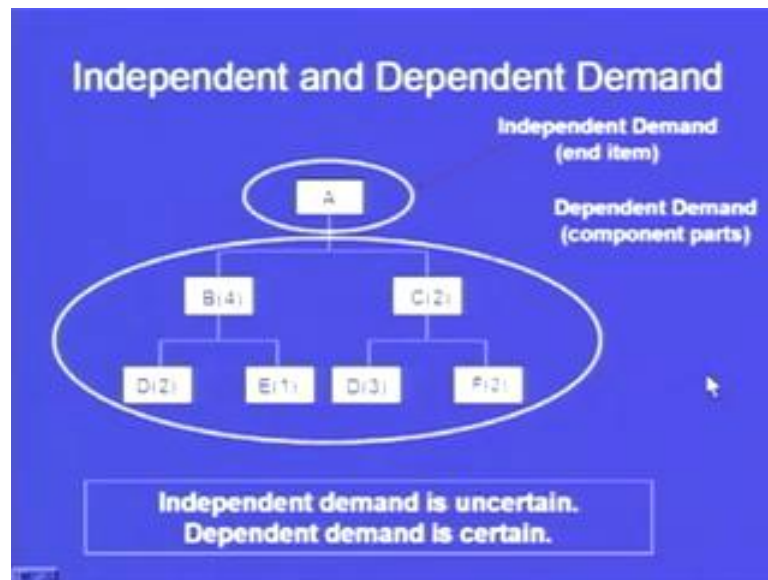 Independent and Dependent Demand
Independent Demand
(end item)
A
Dependent Demand
(component parts)
B(4) C(2)
D(2) E(1) D(3) F(2)
Independent demand is uncertain.
Dependent demand is certain.